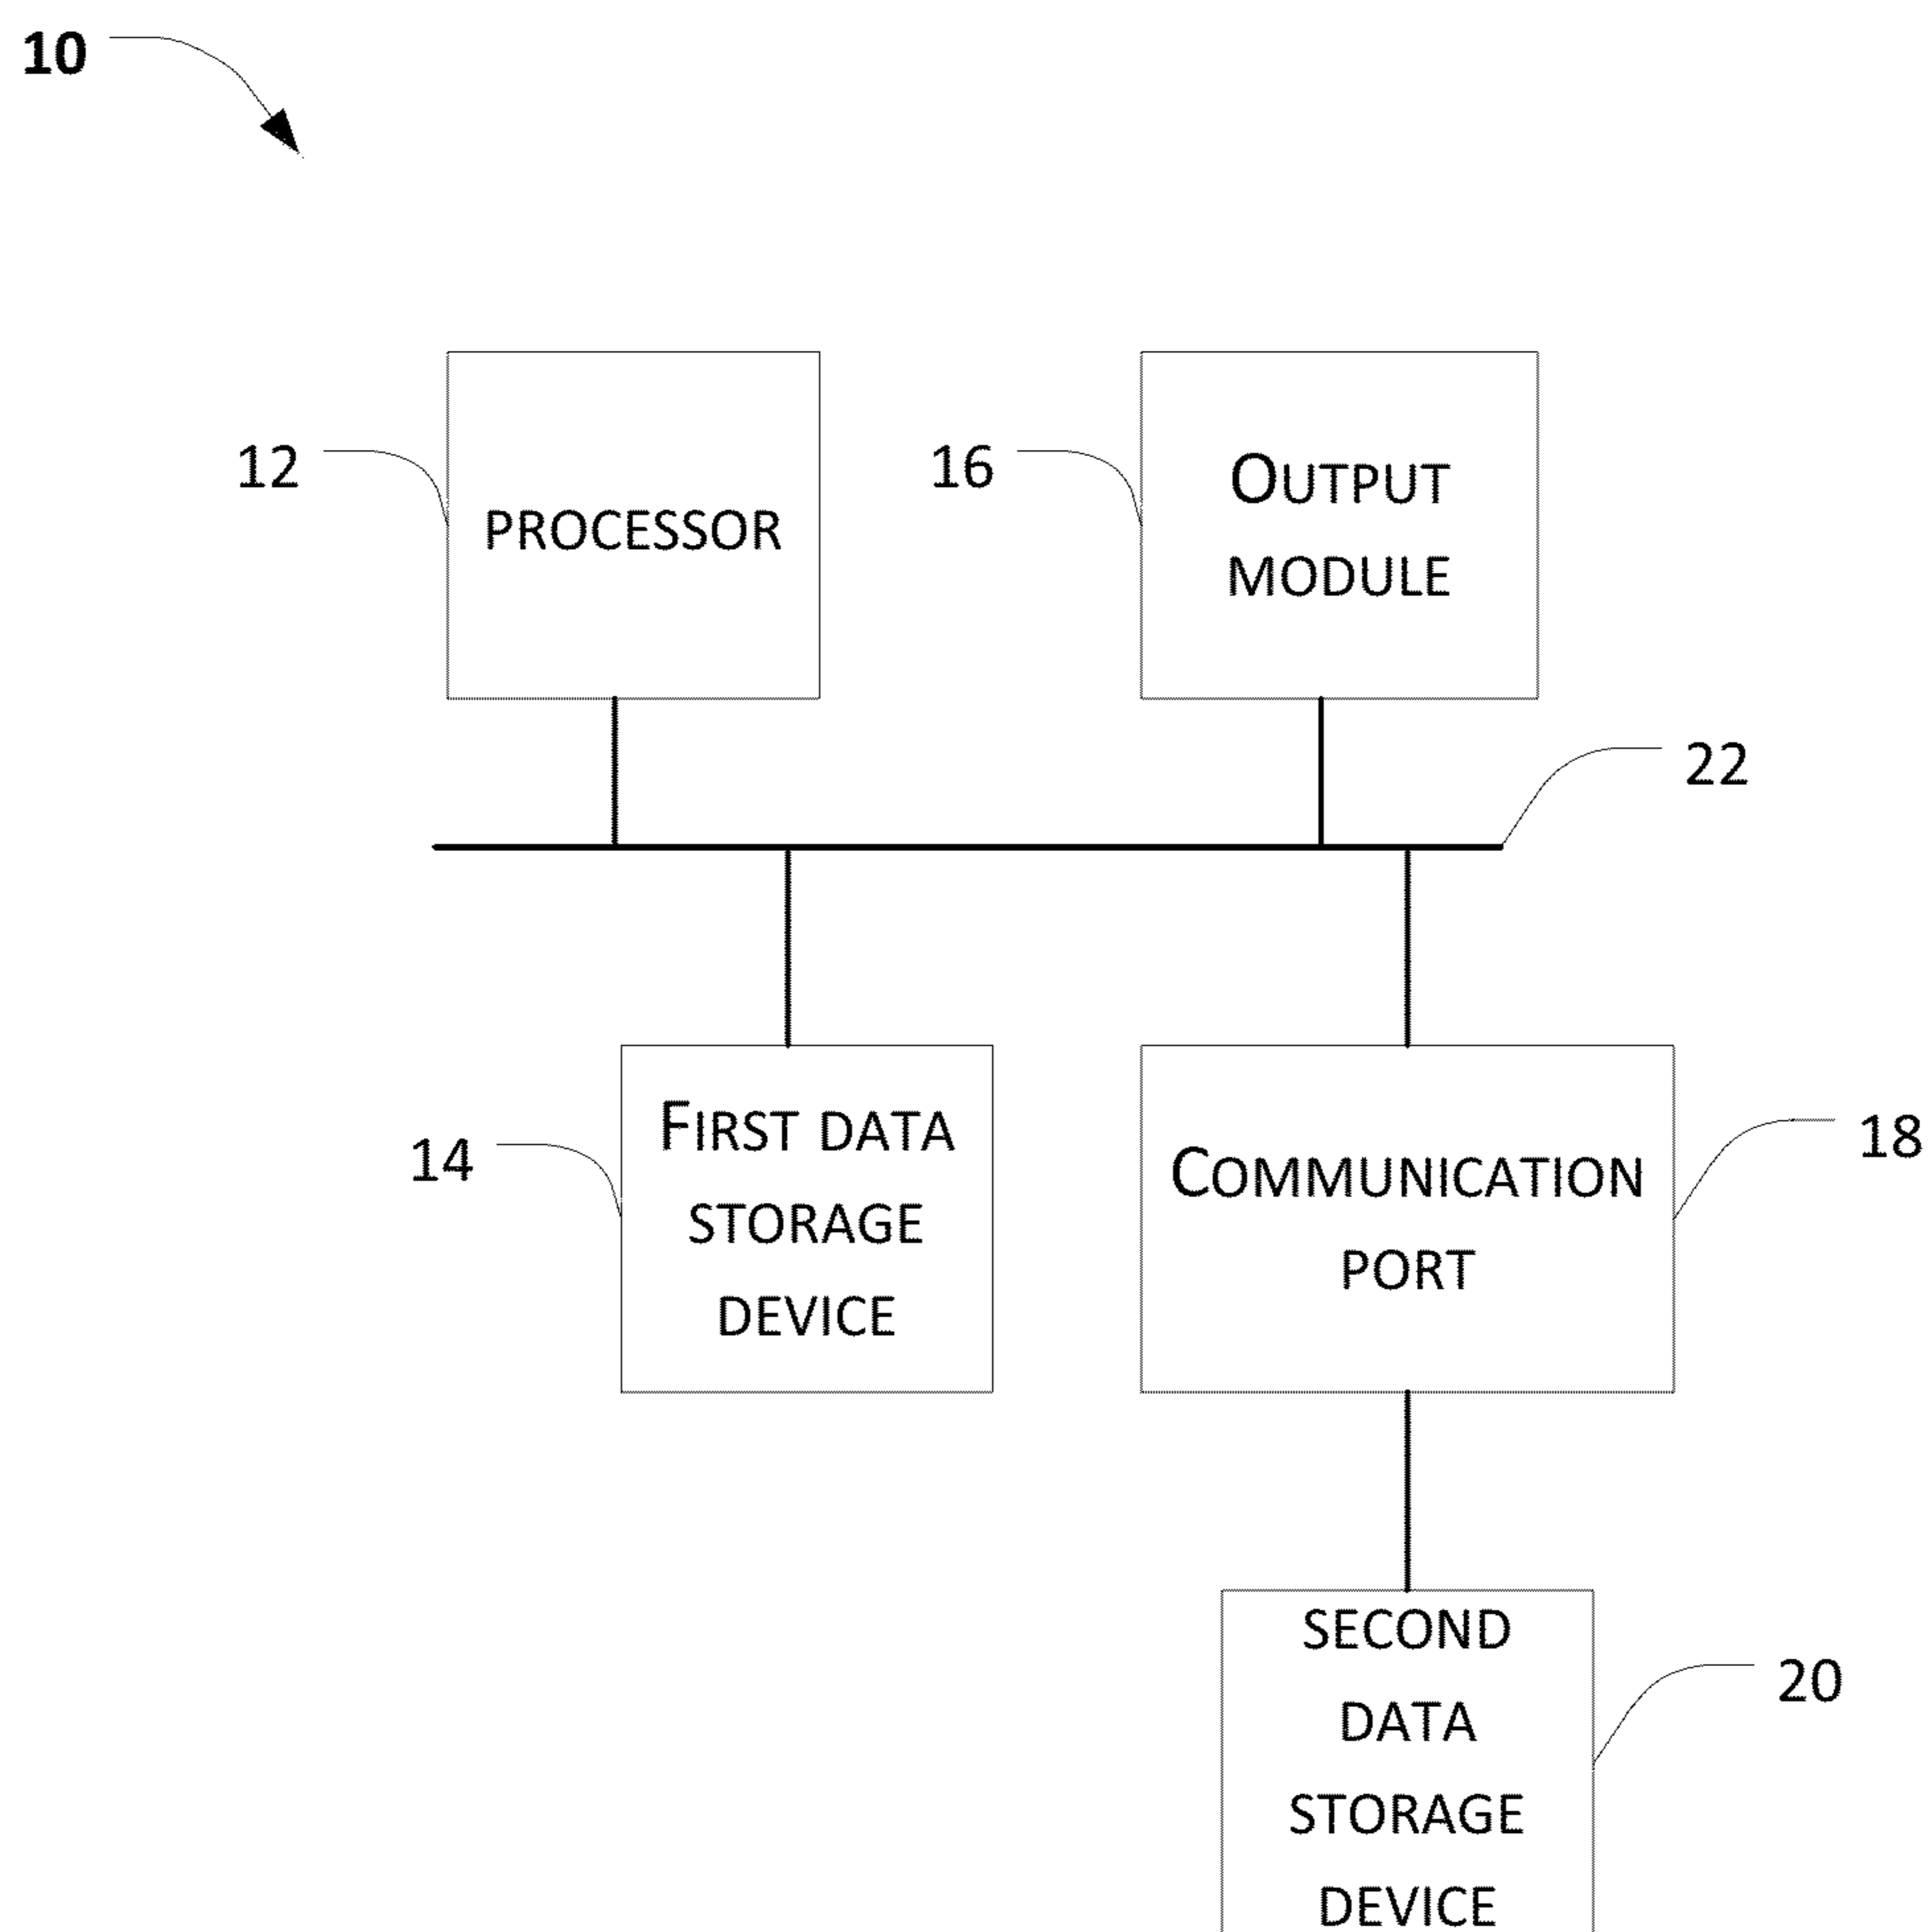 10
12
PROCESSOR
16
OUTPUT
MODULE
22
14
FIRST DATA
STORAGE
DEVICE
COMMUNICATION
PORT
18
SECOND
DATA
STORAGE
DEVICE
20